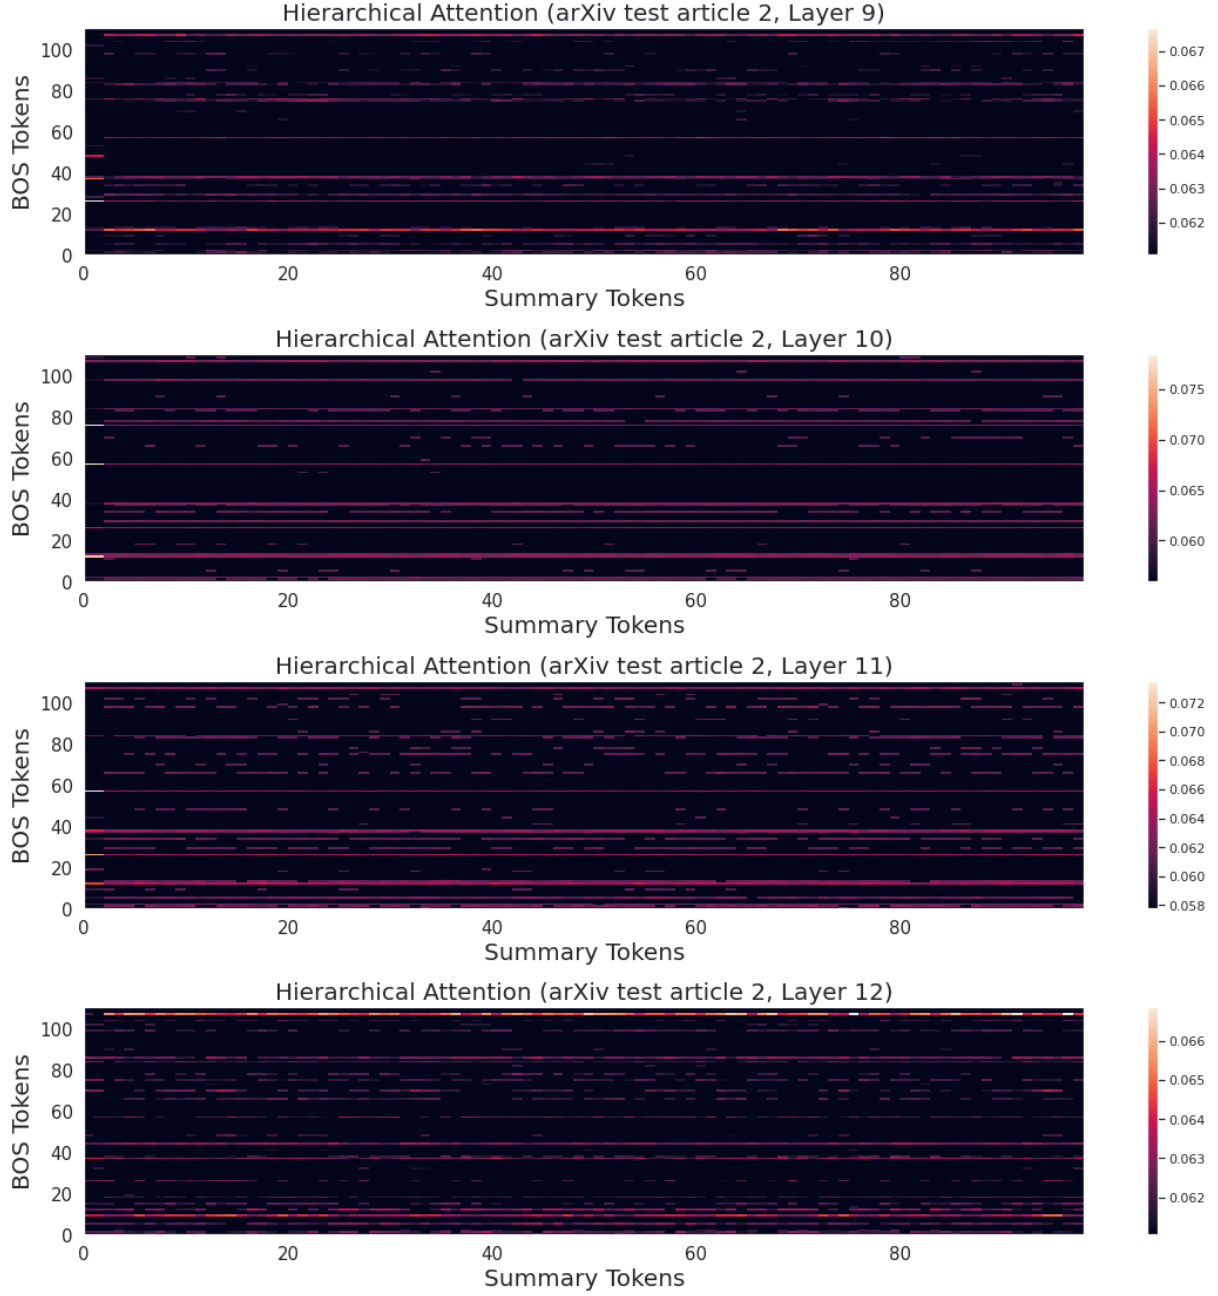 Hierarchical Attention (arXiv test article 2, Layer 9)
BOS Tokens
100
80
60
40
20
0
0 20 40 60 80
Summary Tokens
0.067
0.066
0.065
0.064
0.063
0.062
Hierarchical Attention (arXiv test article 2, Layer 10)
BOS Tokens
100
80
60
40
20
0
0 20 40 60 80
Summary Tokens
0.075
0.070
0.065
0.060
Hierarchical Attention (arXiv test article 2, Layer 11)
BOS Tokens
100
80
60
40
20
0
0 20 40 60 80
Summary Tokens
0.072
0.070
0.068
0.066
0.064
0.062
0.060
0.058
Hierarchical Attention (arXiv test article 2, Layer 12)
BOS Tokens
100
80
60
40
20
0
0 20 40 60 80
Summary Tokens
0.066
0.065
0.064
0.063
0.062